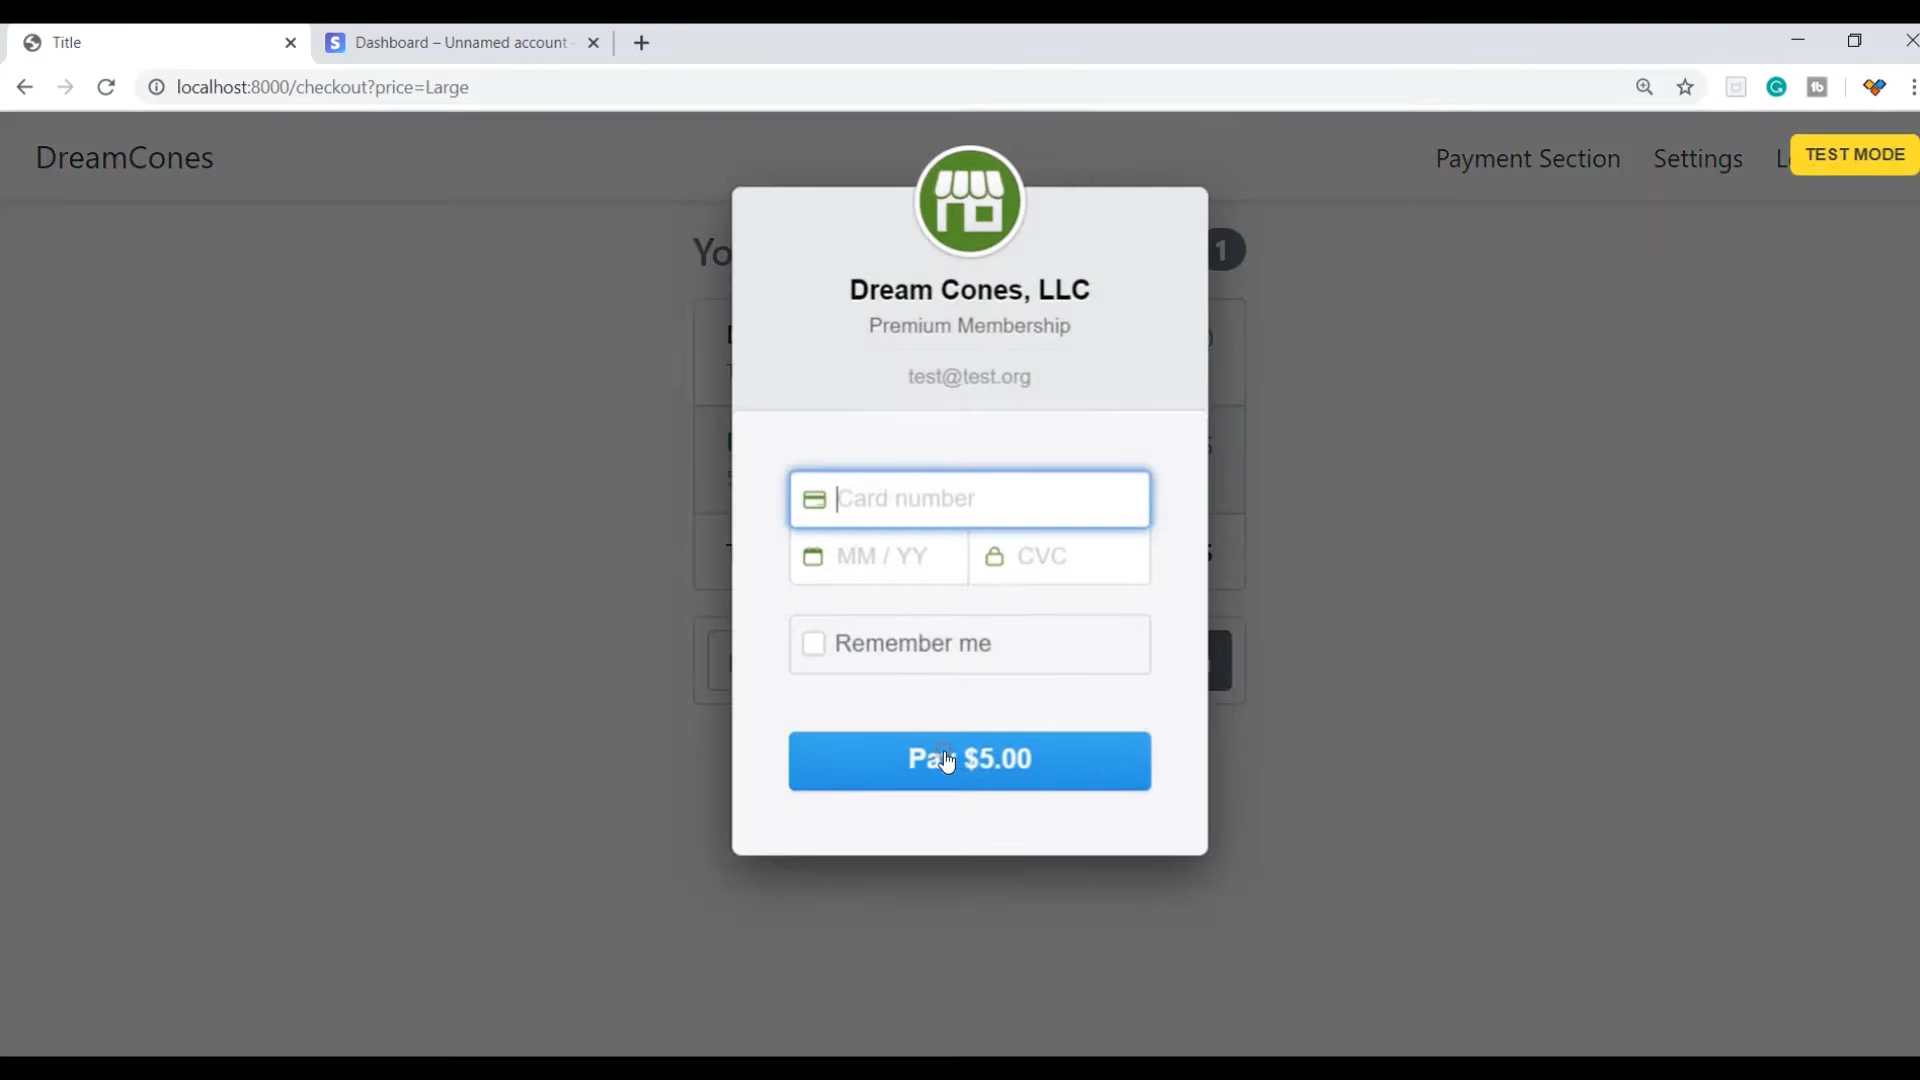 Title
Dashboard – Unnamed account
localhost:8000/checkout?price=Large
DreamCones
Payment Section Settings
TEST MODE
1
Dream Cones, LLC
Premium Membership
test@test.org
Card number
MM / YY CVC
Remember me
Pay $5.00